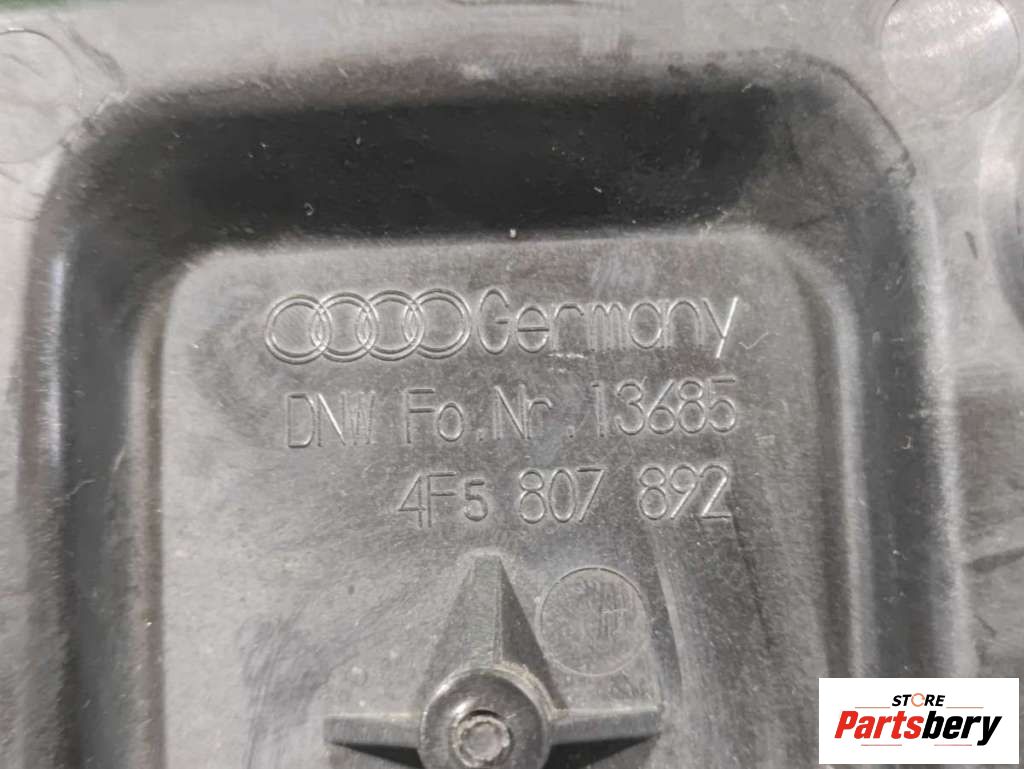 Germany
DNW Fo.Nr.13685
4F5 807 892
STORE
Partsbery